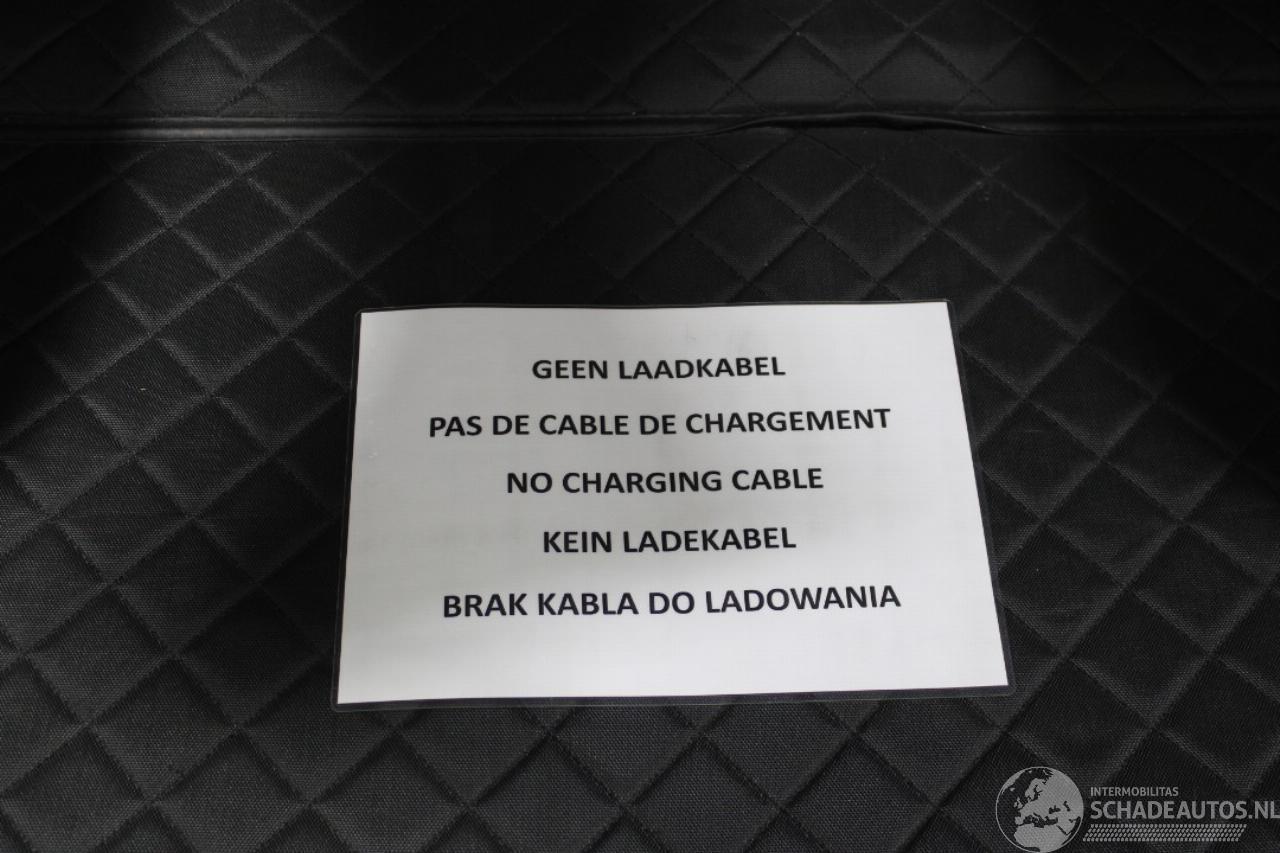 GEEN LAADKABEL
PAS DE CABLE DE CHARGEMENT
NO CHARGING CABLE
KEIN LADEKABEL
BRAK KABLA DO LADOWANIA
INTERMOBILITAS
SCHADEAUTOS.NL